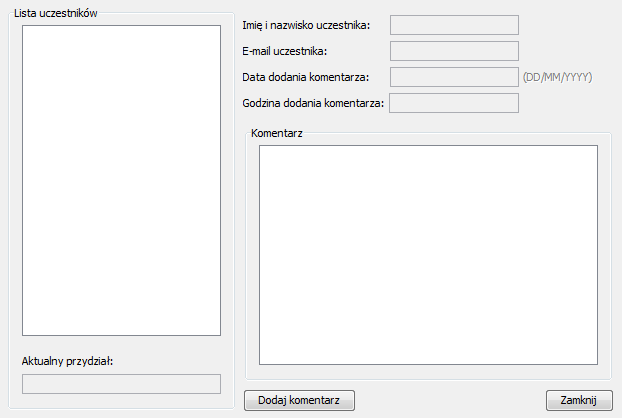 Lista uczestników
Aktualny przydział:
Imię i nazwisko uczestnika:
E-mail uczestnika:
Data dodania komentarza: (DD/MM/YYYY)
Godzina dodania komentarza:
Komentarz
Dodaj komentarz
Zamknij